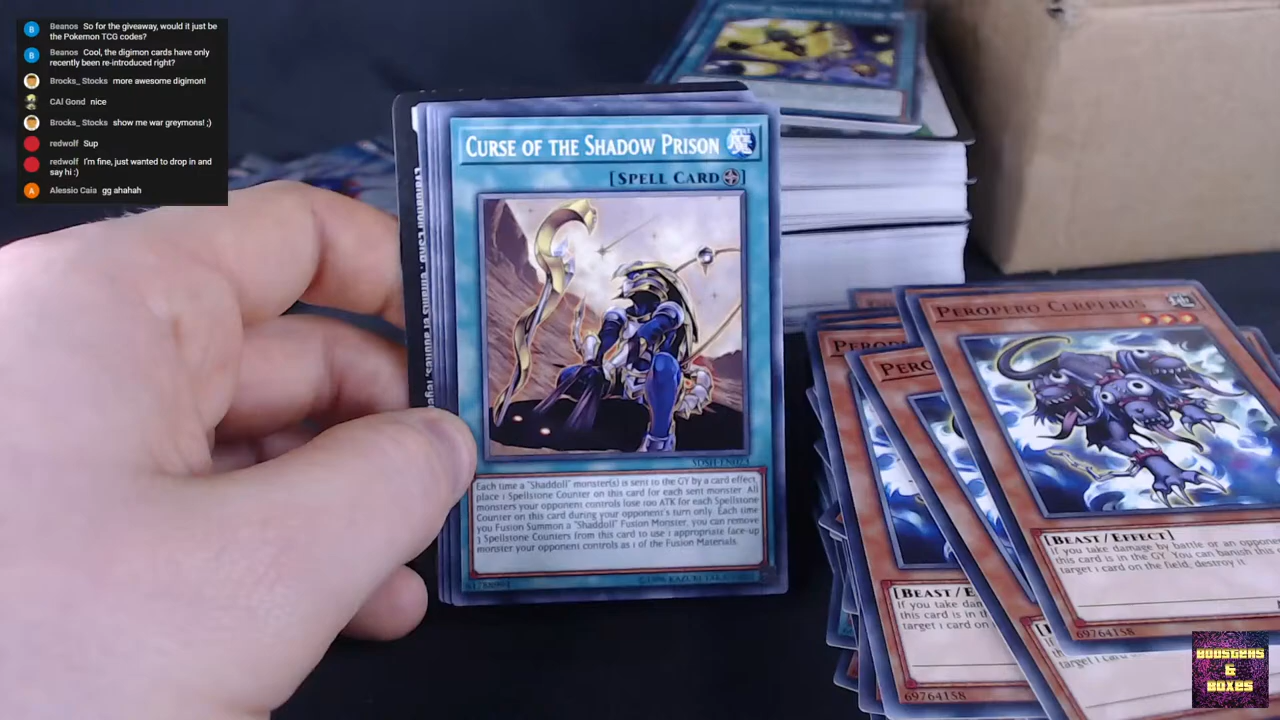 Beanos So for the giveaway, would it just be
the Pokemon TCG codes?
Beanos Cool, the digimon cards have only
recently been re-introduced right?
Brocks_Stocks more awesome digimon!
CAl Gond nice
Brocks_Stocks show me war greymons! ;)
redwolf Sup
redwolf I'm fine, just wanted to drop in and
say hi :)
Alessio Caia gg ahahah
CURSE OF THE SHADOW PRISON
[SPELL CARD]
SDSH-EN023
Each time a "Shaddoll" monster(s) is sent to the GY by a card effect,
place 1 Spellstone Counter on this card for each sent monster. All
monsters your opponent controls lose 100 ATK for each Spellstone
Counter on this card during your opponent's turn only. Each time
you Fusion Summon a "Shaddoll" Fusion Monster, you can remove
3 Spellstone Counters from this card to use 1 appropriate face-up
monster your opponent controls as 1 of the Fusion Materials.
PEROPERO CERPERUS
[BEAST/EFFECT]
If you take damage by battle or an opponent
this card is in the GY: You can banish this
target 1 card on the field; destroy it.
69764158
PERO
[BEAST/E
If you take dam
this card is in th
target 1 card on
69764158
target 1 card
BOOSTERS
&
BOXES